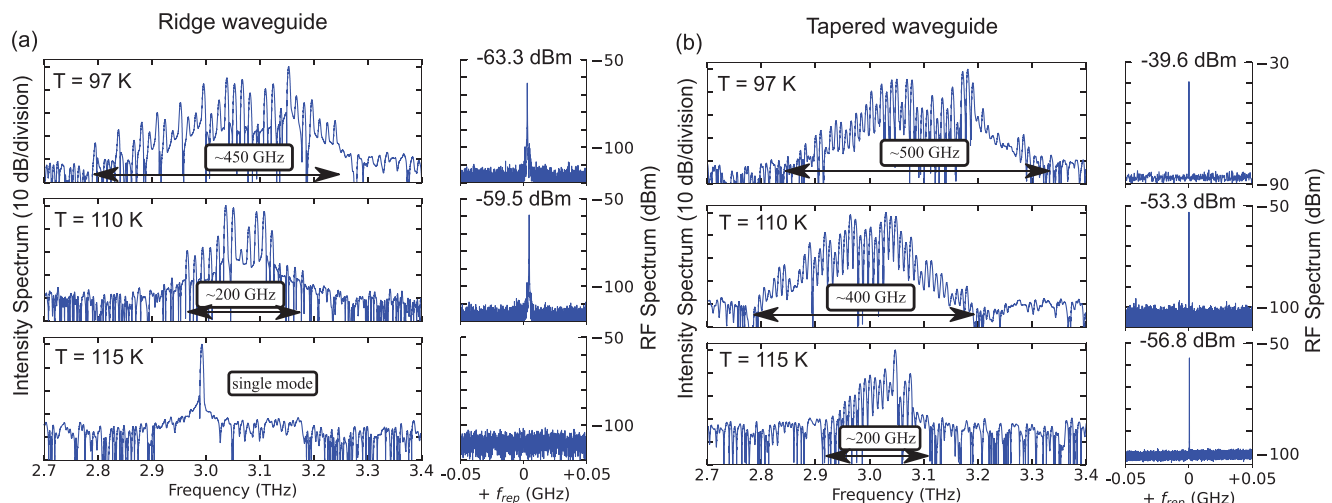 Ridge waveguide
(a)
Intensity Spectrum (10 dB/division)
T = 97 K
~450 GHz
T = 110 K
~200 GHz
T = 115 K
single mode
2.7 2.8 2.9 3.0 3.1 3.2 3.3 3.4
Frequency (THz)
-63.3 dBm
−50
−100
-59.5 dBm
−50
−100
−50
−100
RF Spectrum (dBm)
-0.05 0 +0.05
+ frep (GHz)
Tapered waveguide
(b)
Intensity Spectrum (10 dB/division)
T = 97 K
~500 GHz
T = 110 K
~400 GHz
T = 115 K
~200 GHz
2.7 2.8 2.9 3.0 3.1 3.2 3.3 3.4
Frequency (THz)
-39.6 dBm
−30
−90
-53.3 dBm
−50
−100
-56.8 dBm
−50
−100
RF Spectrum (dBm)
-0.05 0 +0.05
+ frep (GHz)